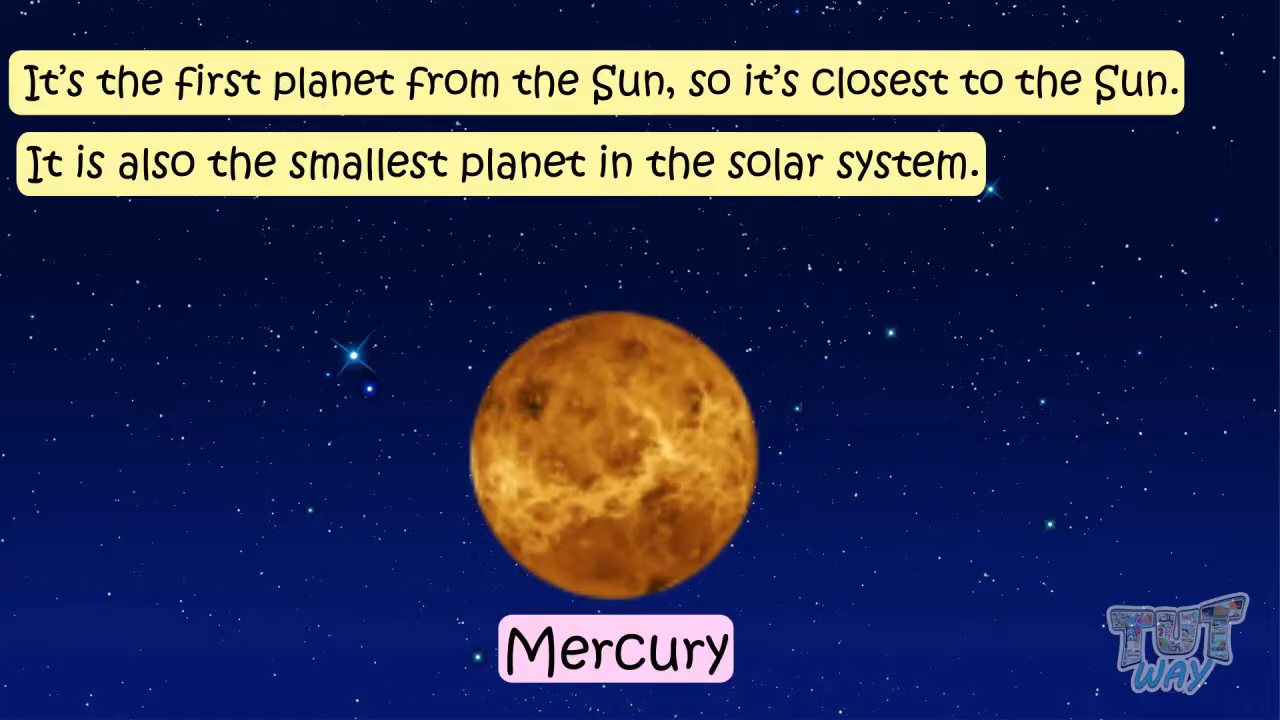 It's the first planet from the Sun, so it's closest to the Sun.
It is also the smallest planet in the solar system.
Mercury
TUT
WAY